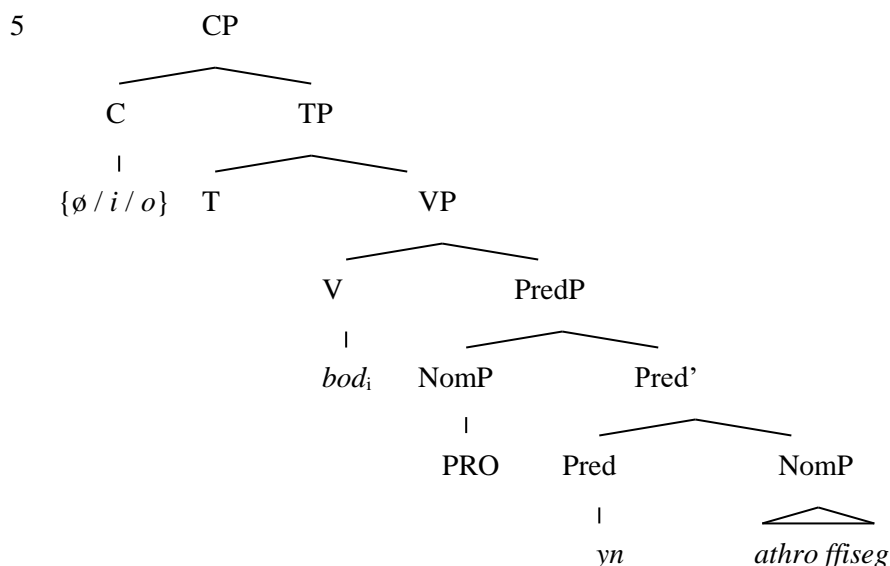 5 CP
C TP
{ø / i / o} T VP
V PredP
bodᵢ NomP Pred’
PRO Pred NomP
yn athro ffiseg